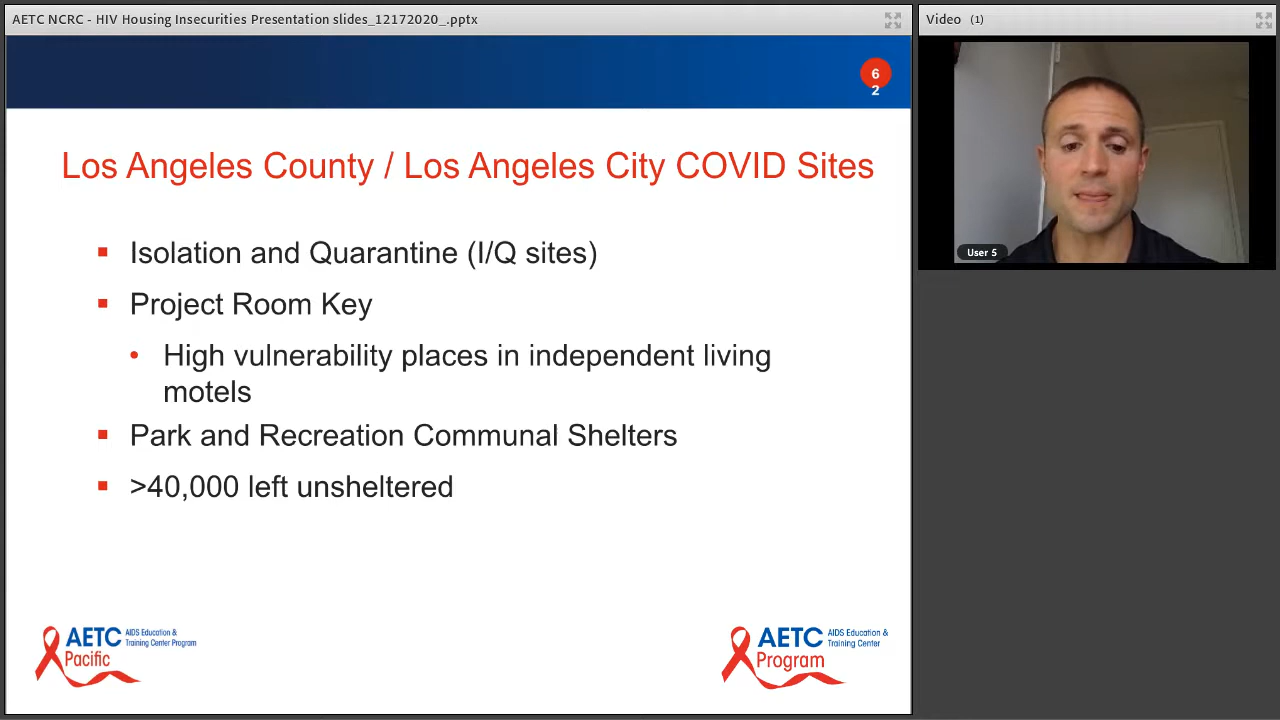 AETC NCRC - HIV Housing Insecurities Presentation slides_12172020_.pptx
Video (1)
6
2
Los Angeles County / Los Angeles City COVID Sites
Isolation and Quarantine (I/Q sites)
Project Room Key
High vulnerability places in independent living
motels
Park and Recreation Communal Shelters
>40,000 left unsheltered
User 5
AETC AIDS Education &
Training Center Program
Pacific
AETC AIDS Education &
Training Center
Program